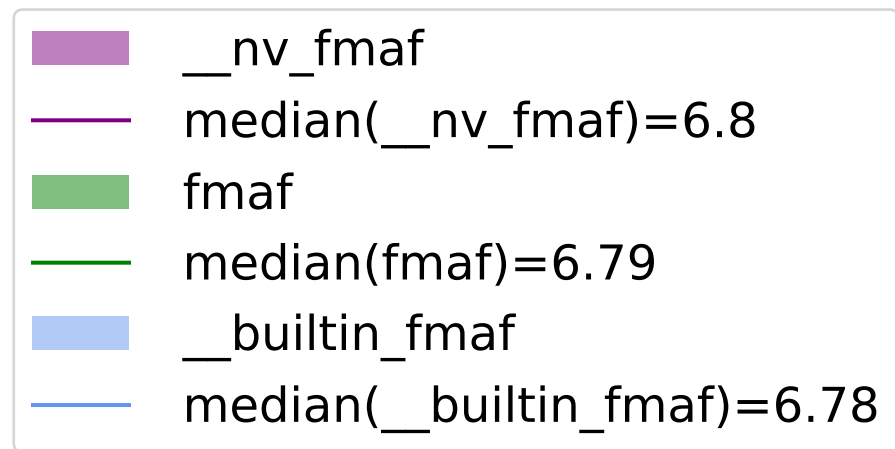 __nv_fmaf
median(__nv_fmaf)=6.8
fmaf
median(fmaf)=6.79
__builtin_fmaf
median(__builtin_fmaf)=6.78